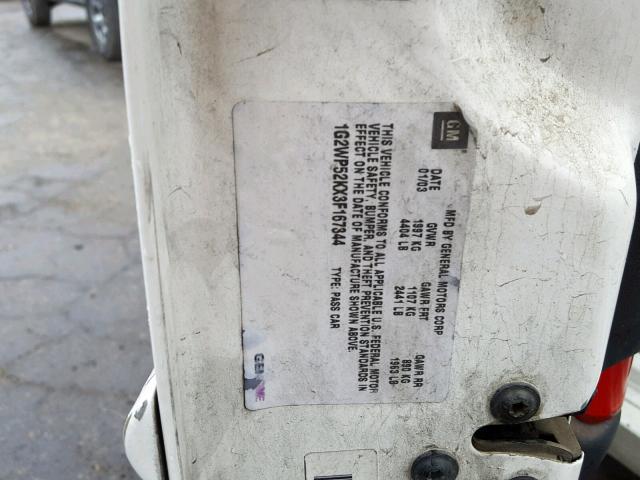 GM
MFD BY GENERAL MOTORS CORP
DATE GVWR GAWR FRT GAWR RR
01/03 1997 KG 1107 KG 890 KG
4404 LB 2441 LB 1963 LB
THIS VEHICLE CONFORMS TO ALL APPLICABLE U.S. FEDERAL MOTOR
VEHICLE SAFETY, BUMPER, AND THEFT PREVENTION STANDARDS IN
EFFECT ON THE DATE OF MANUFACTURE SHOWN ABOVE.
1G2WP52KX3F167344 TYPE: PASS CAR